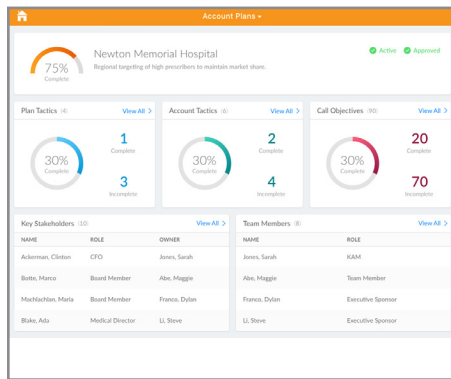 Account Plans
Newton Memorial Hospital
Regional targeting of high prescribers to maintain market share.
75%
Complete
Active Approved
Plan Tactics (4) View All >
30%
Complete
1
Complete
3
Incomplete
Account Tactics (6) View All >
30%
Complete
2
Complete
4
Incomplete
Call Objectives (90) View All >
30%
Complete
20
Complete
70
Incomplete
Key Stakeholders (10) View All >
NAME ROLE OWNER
Ackerman, Clinton CFO Jones, Sarah
Botte, Marco Board Member Abe, Maggie
Machlachlan, Maria Board Member Franco, Dylan
Blake, Ada Medical Director Li, Steve
Team Members (8) View All >
NAME ROLE
Jones, Sarah KAM
Abe, Maggie Team Member
Franco, Dylan Executive Sponsor
Li, Steve Executive Sponsor